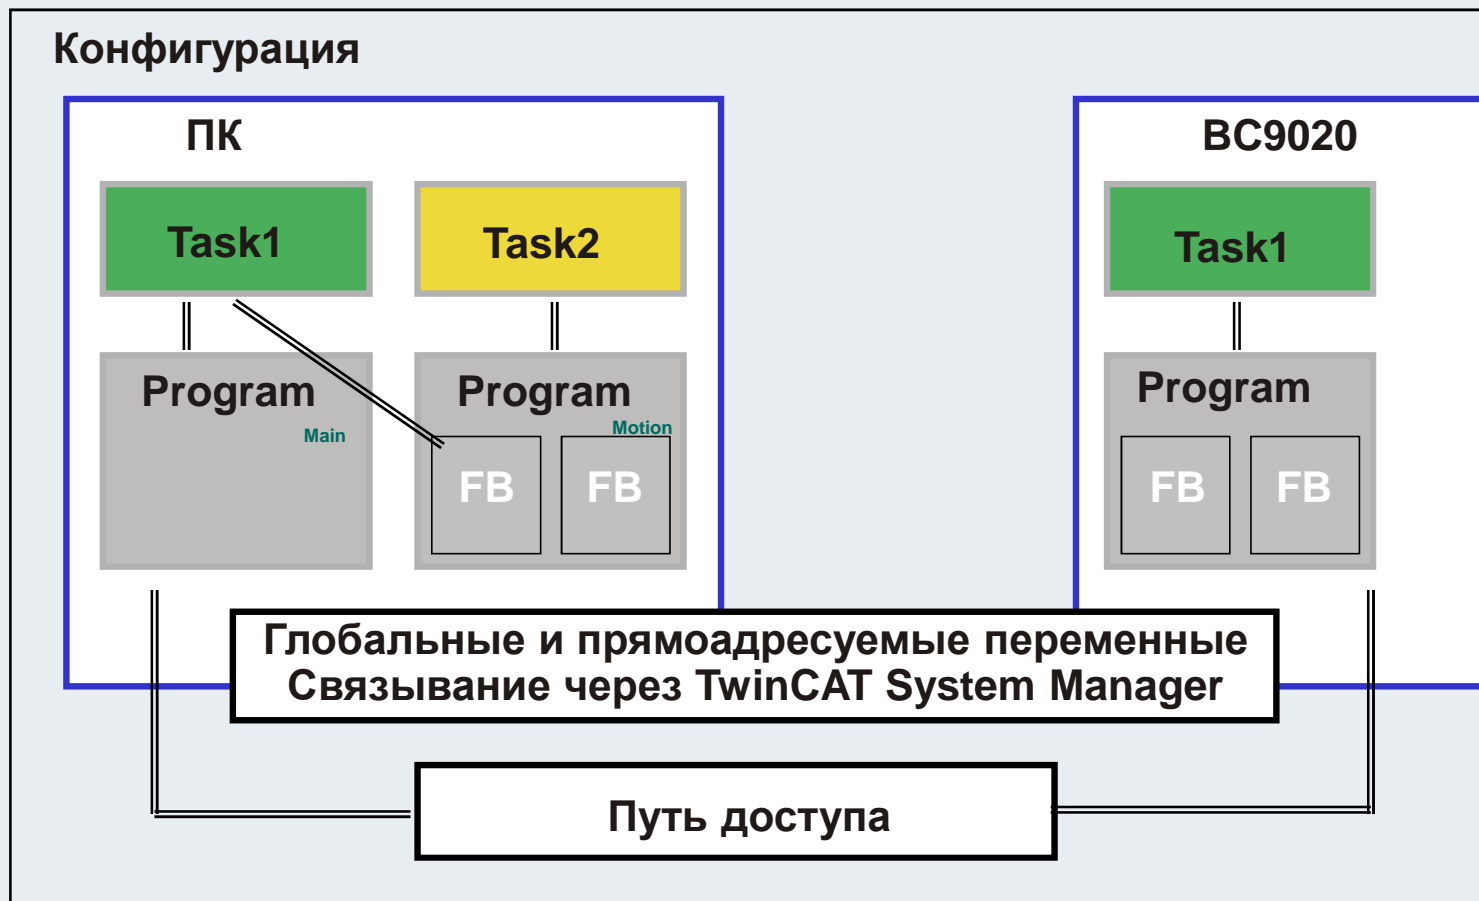 Конфигурация
ПК
BC9020
Task1
Task2
Task1
Program
Main
Program
Motion
FB
FB
Program
FB
FB
Глобальные и прямоадресуемые переменные
Связывание через TwinCAT System Manager
Путь доступа